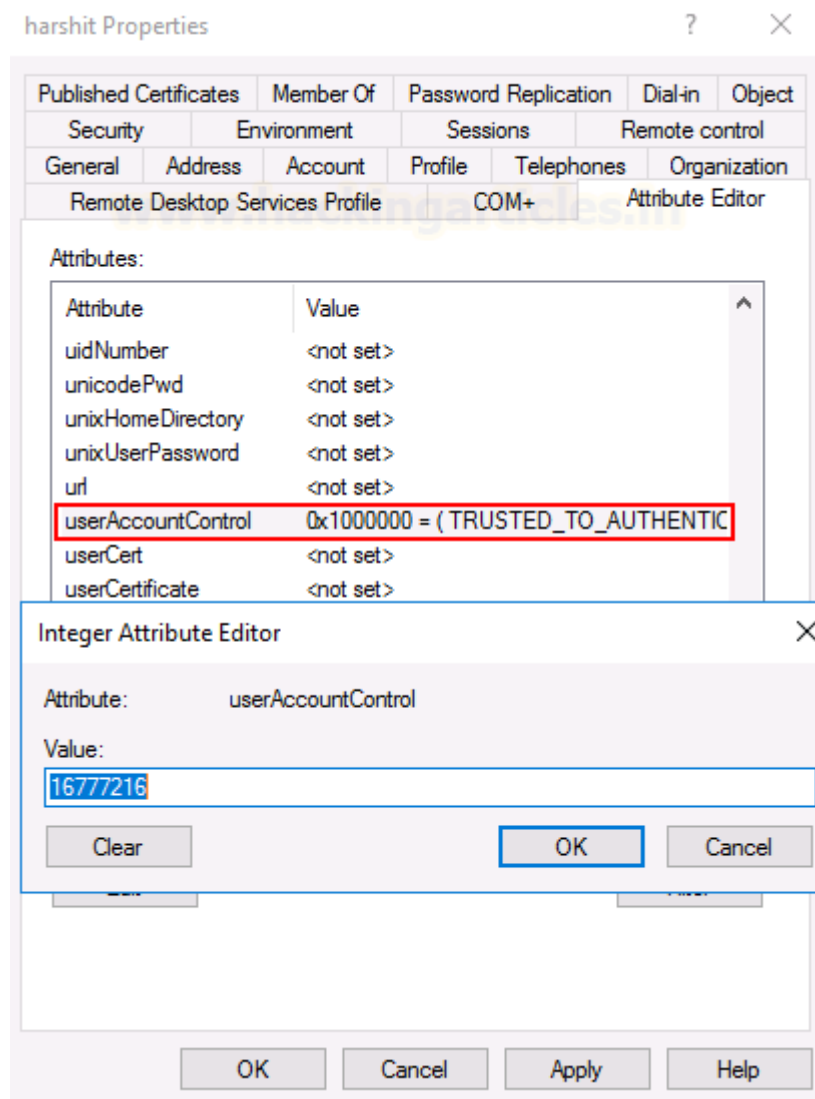 harshit Properties
Published Certificates Member Of Password Replication Dial-in Object
Security Environment Sessions Remote control
General Address Account Profile Telephones Organization
Remote Desktop Services Profile COM+ Attribute Editor
www.hackingarticles.in
Attributes:
Attribute Value
uidNumber <not set>
unicodePwd <not set>
unixHomeDirectory <not set>
unixUserPassword <not set>
url <not set>
userAccountControl 0x1000000 = ( TRUSTED_TO_AUTHENTIC
userCert <not set>
userCertificate <not set>
Integer Attribute Editor
Attribute: userAccountControl
Value:
16777216
Clear OK Cancel
OK Cancel Apply Help